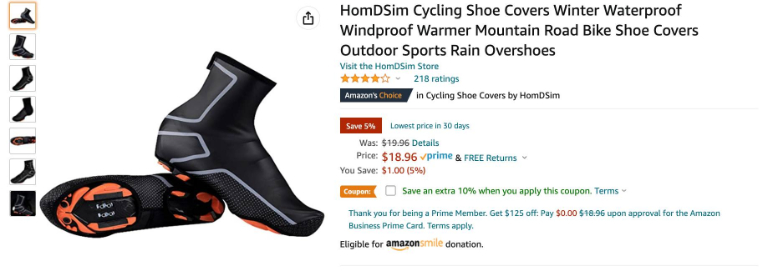 HomDSim Cycling Shoe Covers Winter Waterproof
Windproof Warmer Mountain Road Bike Shoe Covers
Outdoor Sports Rain Overshoes
Visit the HomDSim Store
218 ratings
Amazon's Choice in Cycling Shoe Covers by HomDSim
Save 5% Lowest price in 30 days
Was: $19.96 Details
Price: $18.96 prime & FREE Returns
You Save: $1.00 (5%)
Coupon: Save an extra 10% when you apply this coupon. Terms
Thank you for being a Prime Member. Get $125 off: Pay $0.00 $18.96 upon approval for the Amazon
Business Prime Card. Terms apply.
Eligible for amazonsmile donation.